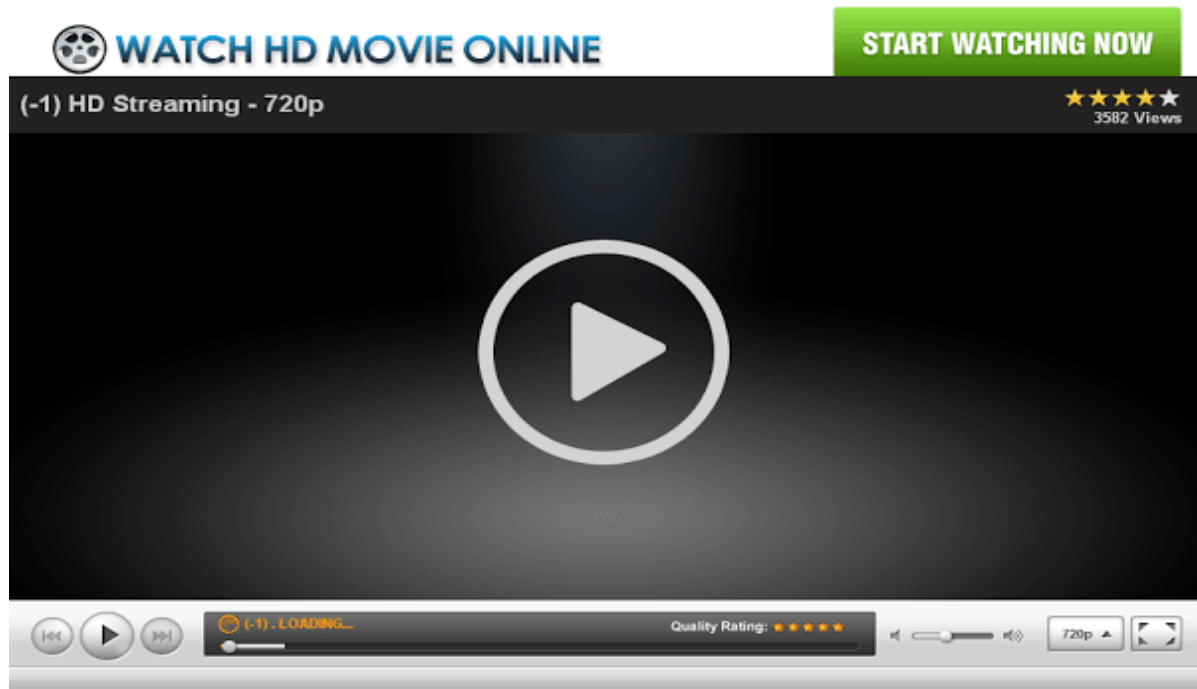 WATCH HD MOVIE ONLINE
START WATCHING NOW
(-1) HD Streaming - 720p
3582 Views
(-1) . LOADING...
Quality Rating:
720p